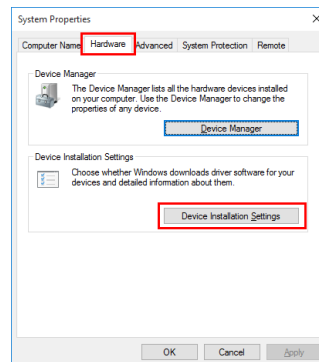 System Properties
Computer Name Hardware Advanced System Protection Remote
Device Manager
The Device Manager lists all the hardware devices installed
on your computer. Use the Device Manager to change the
properties of any device.
Device Manager
Device Installation Settings
Choose whether Windows downloads driver software for your
devices and detailed information about them.
Device Installation Settings
OK Cancel Apply